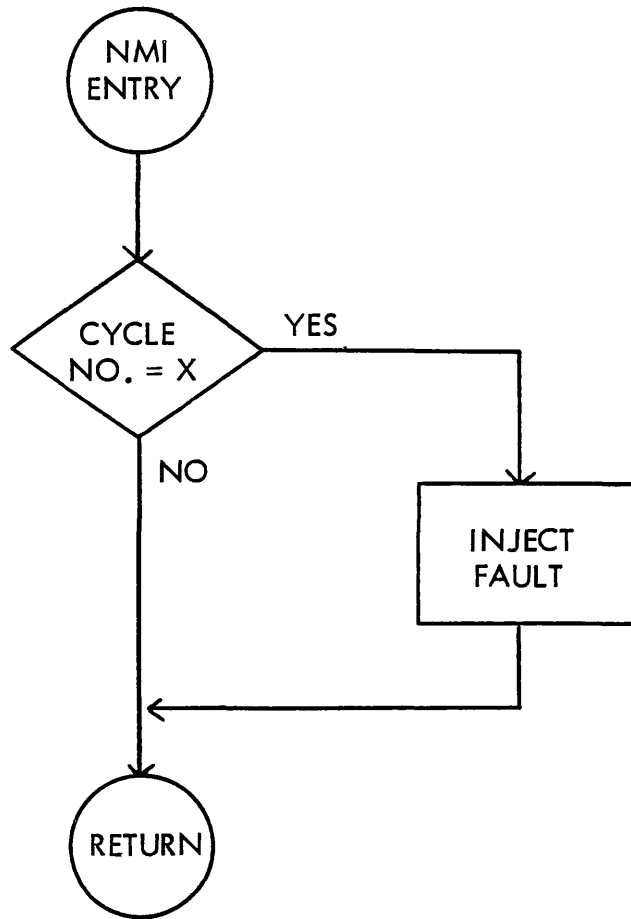 NMI
ENTRY
CYCLE
NO. = X
YES
NO
INJECT
FAULT
RETURN